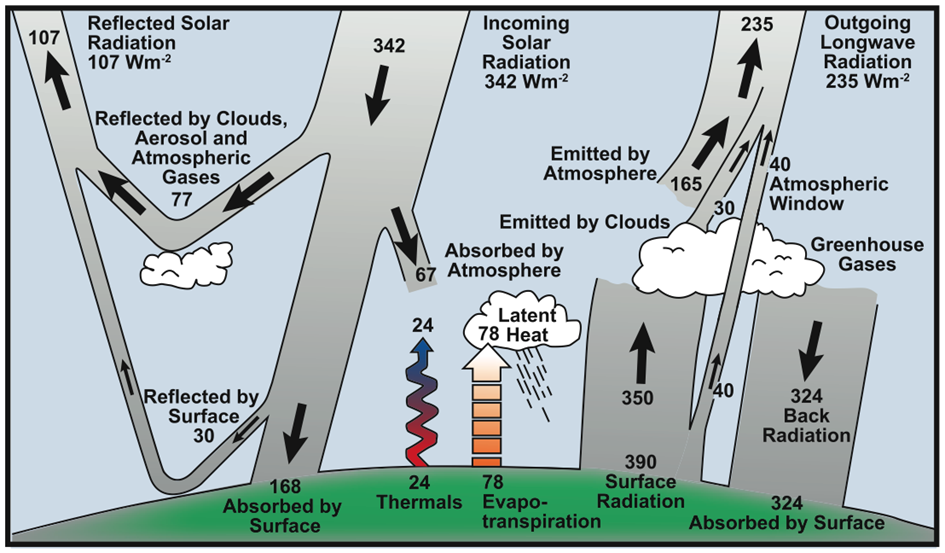 107
Reflected Solar
Radiation
107 Wm-2
342
Incoming
Solar
Radiation
342 Wm-2
235
Outgoing
Longwave
Radiation
235 Wm-2
Reflected by Clouds,
Aerosol and
Atmospheric
Gases
77
Emitted by
Atmosphere
165
40
Atmospheric
Window
Emitted by Clouds
30
Absorbed by
Atmosphere
67
Greenhouse
Gases
24
Latent
Heat
78
Reflected by
Surface
30
350
40
324
Back
Radiation
168
Absorbed by
Surface
24
Thermals
78
Evapo-
transpiration
390
Surface
Radiation
324
Absorbed by Surface